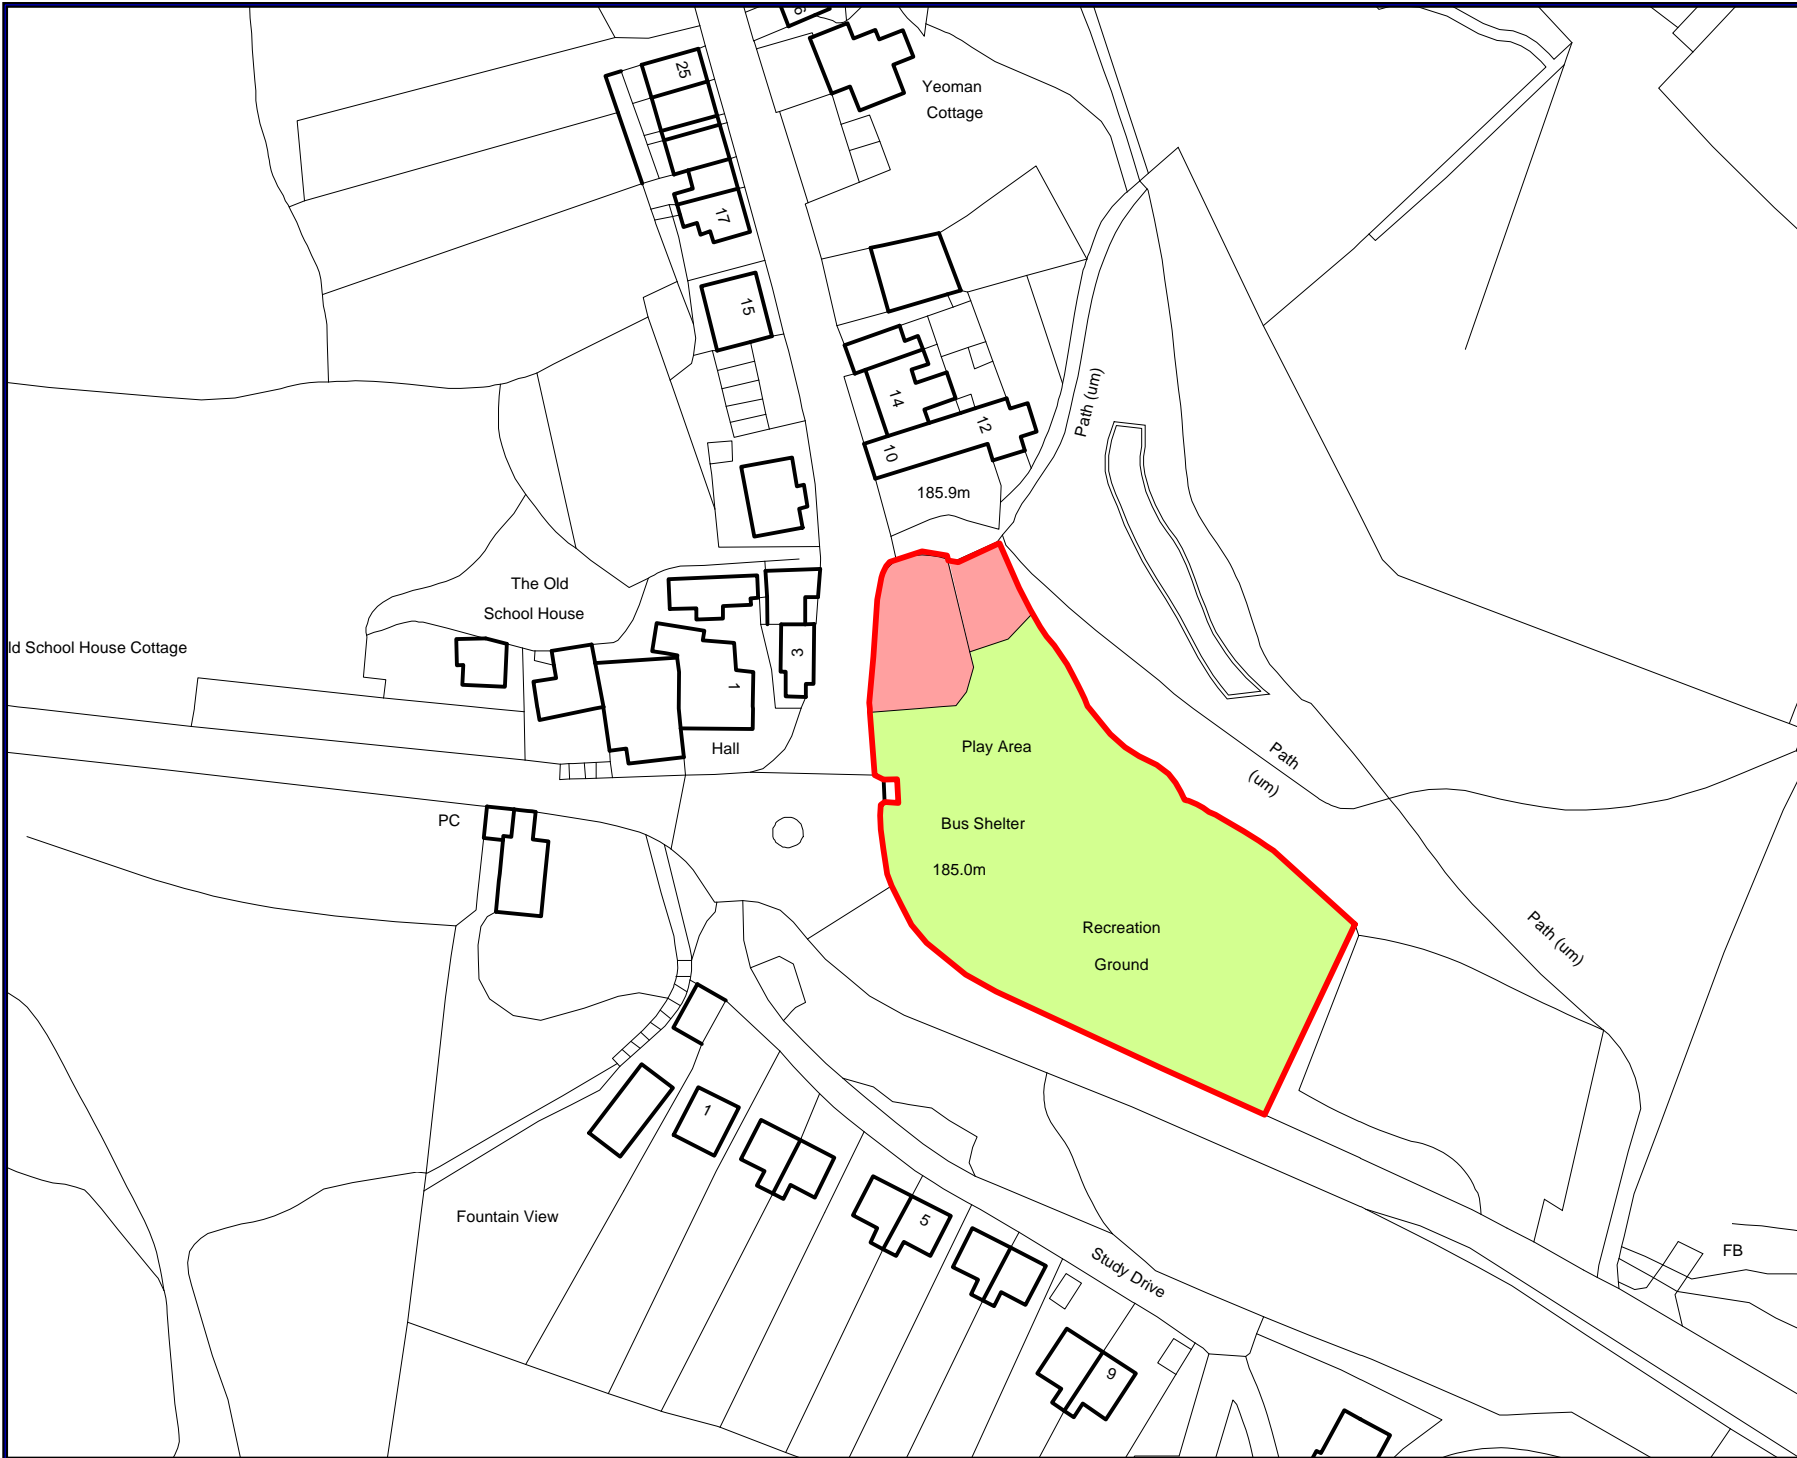 25
Yeoman
Cottage
17
15
14
12
10
Path (um)
185.9m
The Old
School House
ld School House Cottage
3
1
Hall
Play Area
Path
(um)
PC
Bus Shelter
185.0m
Recreation
Ground
Path (um)
1
Fountain View
5
Study Drive
FB
9